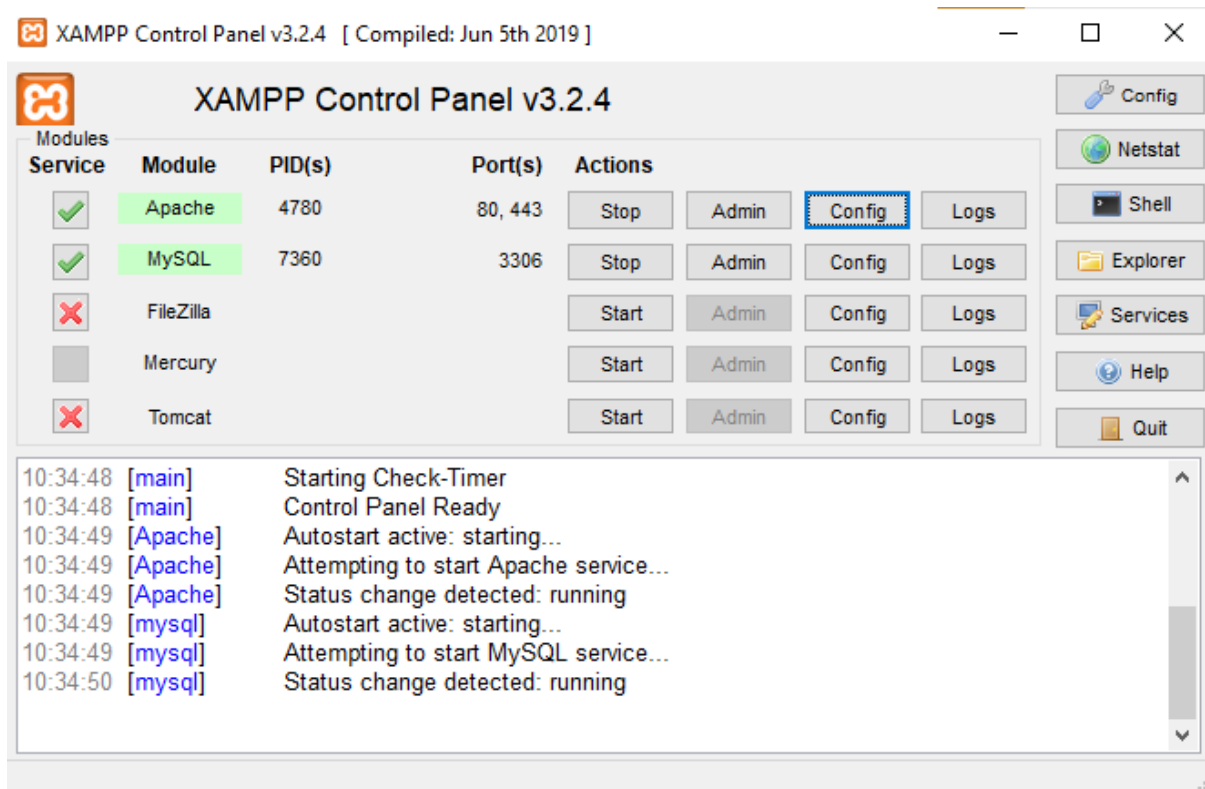 XAMPP Control Panel v3.2.4 [ Compiled: Jun 5th 2019 ]
XAMPP Control Panel v3.2.4
Config
Modules
Netstat
Service Module PID(s) Port(s) Actions
Apache 4780 80, 443 Stop Admin Config Logs
Shell
MySQL 7360 3306 Stop Admin Config Logs
Explorer
FileZilla Start Admin Config Logs
Services
Mercury Start Admin Config Logs
Help
Tomcat Start Admin Config Logs
Quit
10:34:48 [main] Starting Check-Timer
10:34:48 [main] Control Panel Ready
10:34:49 [Apache] Autostart active: starting...
10:34:49 [Apache] Attempting to start Apache service...
10:34:49 [Apache] Status change detected: running
10:34:49 [mysql] Autostart active: starting...
10:34:49 [mysql] Attempting to start MySQL service...
10:34:50 [mysql] Status change detected: running